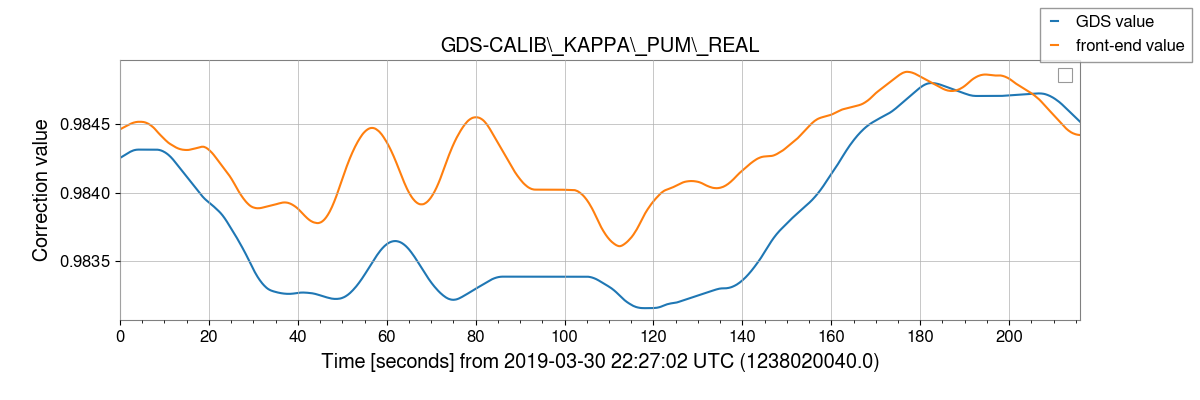 GDS value
front-end value
GDS-CALIB\_KAPPA\_PUM\_REAL
Correction value
0.9845
0.9840
0.9835
0 20 40 60 80 100 120 140 160 180 200
Time [seconds] from 2019-03-30 22:27:02 UTC (1238020040.0)